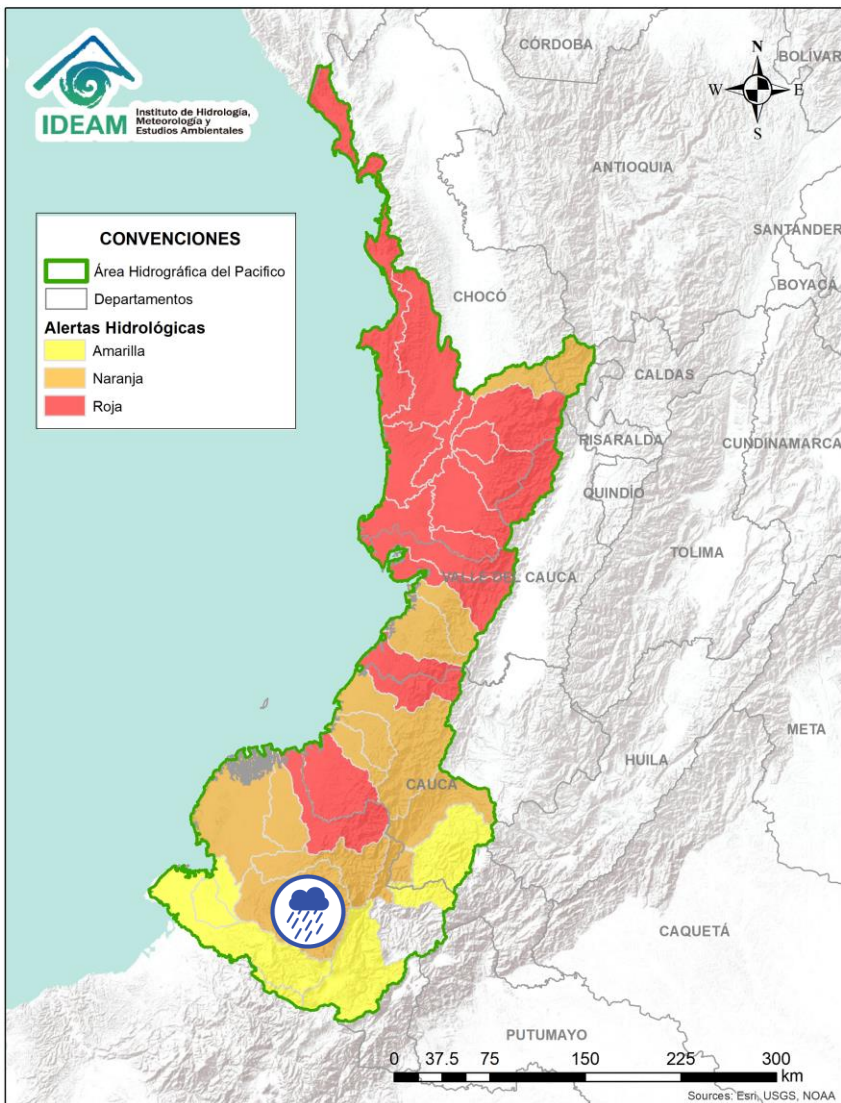 IDEAM
Instituto de Hidrología,
Meteorología y
Estudios Ambientales
CÓRDOBA
BOLÍVAR
N
W
E
S
ANTIOQUIA
SANTANDER
CONVENCIONES
Área Hidrográfica del Pacifico
Departamentos
Alertas Hidrológicas
Amarilla
Naranja
Roja
BOYACÁ
CHOCÓ
CALDAS
RISARALDA
CUNDINAMARCA
QUINDÍO
TOLIMA
VALLE DEL CAUCA
META
HUILA
CAUCA
CAQUETÁ
PUTUMAYO
0 37.5 75 150 225 300
km
Sources: Esri, USGS, NOAA